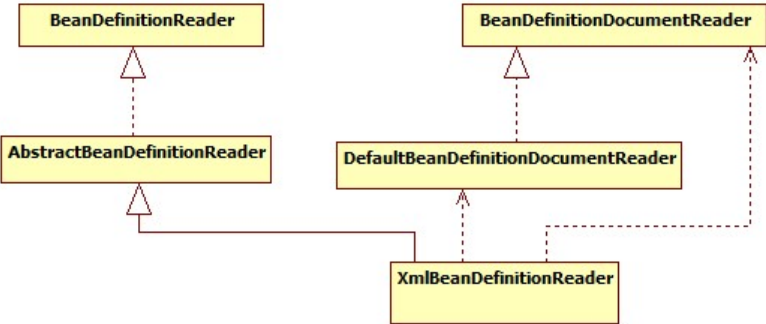 BeanDefinitionReader
BeanDefinitionDocumentReader
AbstractBeanDefinitionReader
DefaultBeanDefinitionDocumentReader
XmlBeanDefinitionReader